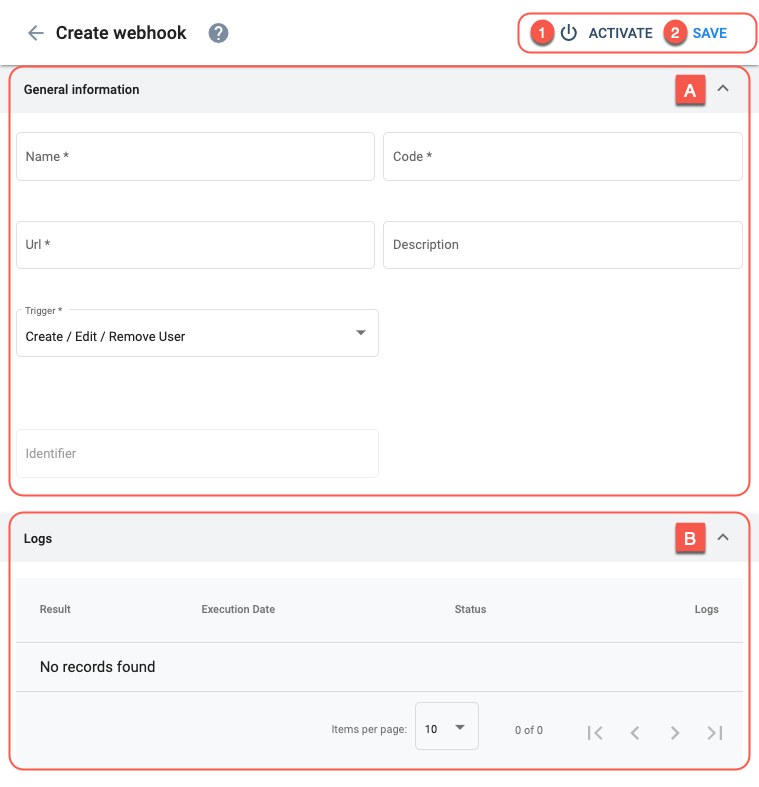 Create webhook ? 1 ACTIVATE 2 SAVE
General information A
Name * Code *
Url * Description
Trigger *
Create / Edit / Remove User
Identifier
Logs B
Result Execution Date Status Logs
No records found
Items per page: 10 0 of 0